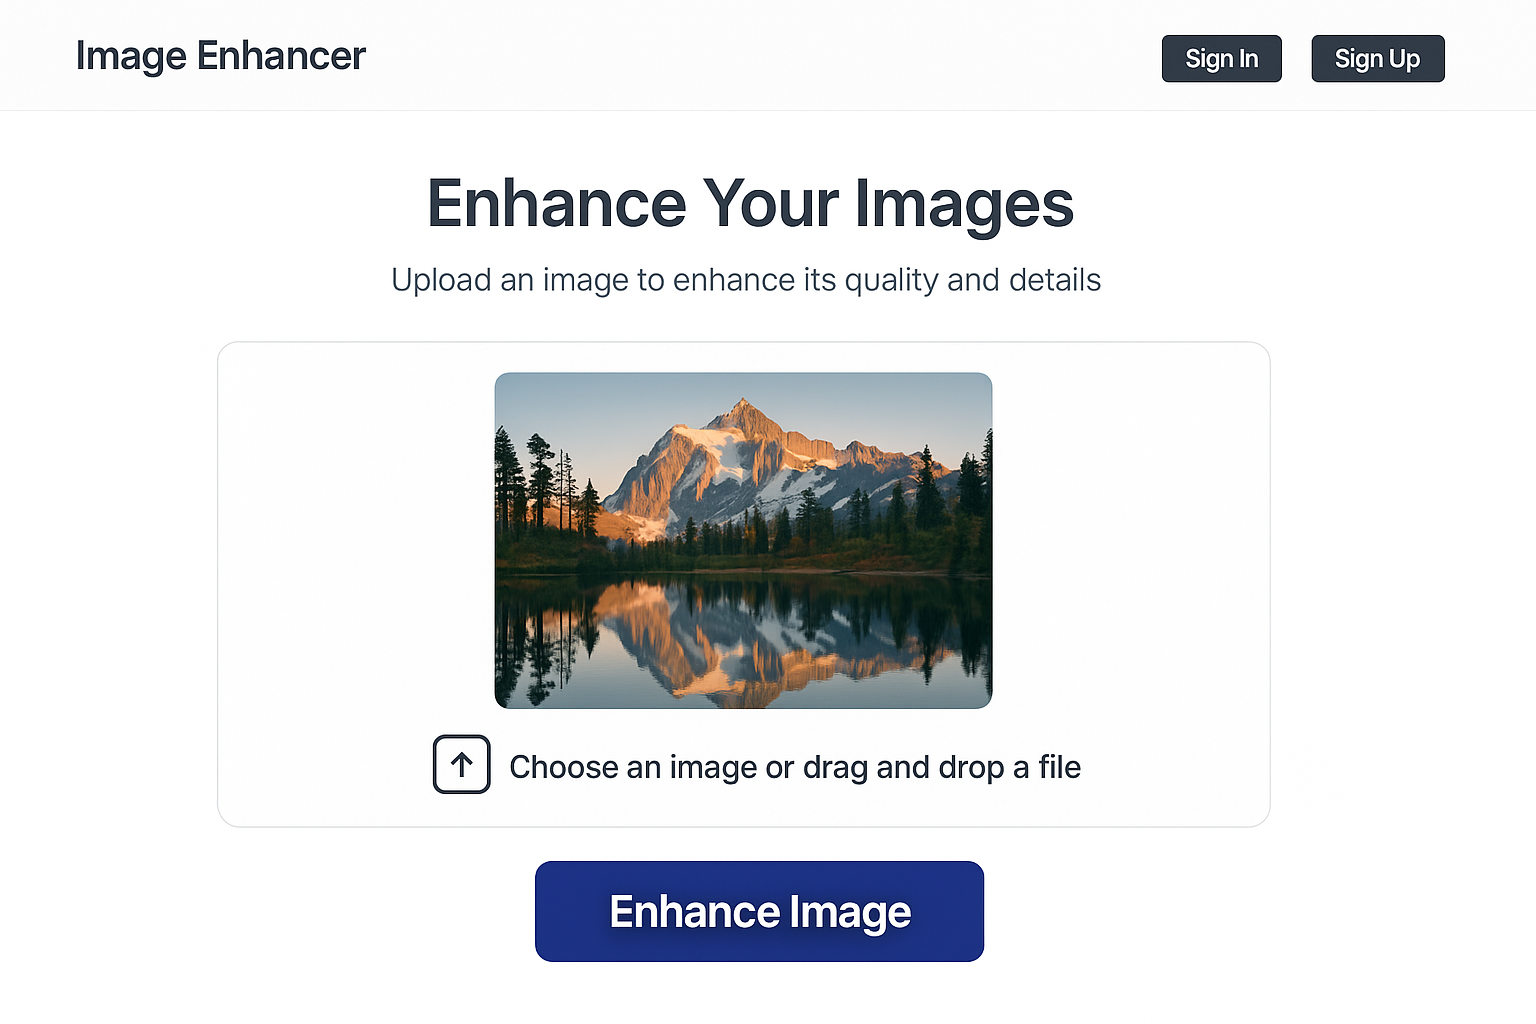 Image Enhancer
Sign In
Sign Up
Enhance Your Images
Upload an image to enhance its quality and details
Choose an image or drag and drop a file
Enhance Image